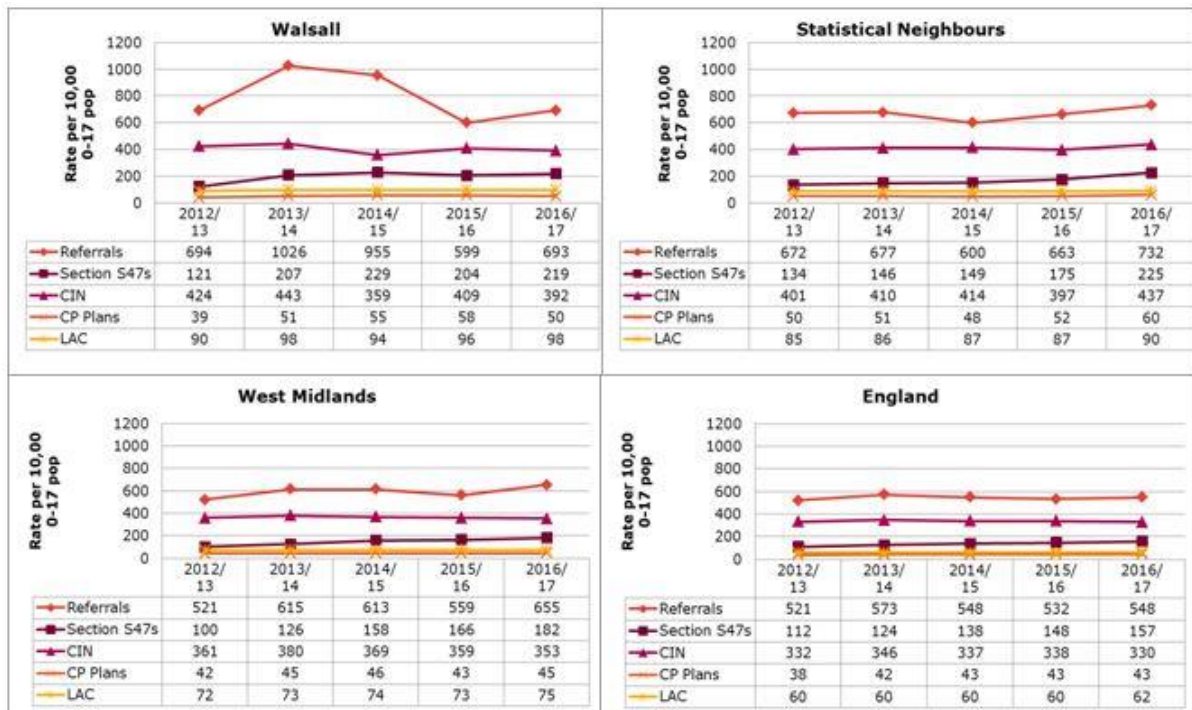 Walsall
Rate per 10,00
0-17 pop
1200
1000
800
600
400
200
0
2012/ 2013/ 2014/ 2015/ 2016/
13 14 15 16 17
Referrals 694 1026 955 599 693
Section S47s 121 207 229 204 219
CIN 424 443 359 409 392
CP Plans 39 51 55 58 50
LAC 90 98 94 96 98
Statistical Neighbours
Rate per 10,00
0-17 pop
1200
1000
800
600
400
200
0
2012/ 2013/ 2014/ 2015/ 2016/
13 14 15 16 17
Referrals 672 677 600 663 732
Section S47s 134 146 149 175 225
CIN 401 410 414 397 437
CP Plans 50 51 48 52 60
LAC 85 86 87 87 90
West Midlands
Rate per 10,00
0-17 pop
1200
1000
800
600
400
200
0
2012/ 2013/ 2014/ 2015/ 2016/
13 14 15 16 17
Referrals 521 615 613 559 655
Section S47s 100 126 158 166 182
CIN 361 380 369 359 353
CP Plans 42 45 46 43 45
LAC 72 73 74 73 75
England
Rate per 10,00
0-17 pop
1200
1000
800
600
400
200
0
2012/ 2013/ 2014/ 2015/ 2016/
13 14 15 16 17
Referrals 521 573 548 532 548
Section S47s 112 124 138 148 157
CIN 332 346 337 338 330
CP Plans 38 42 43 43 43
LAC 60 60 60 60 62